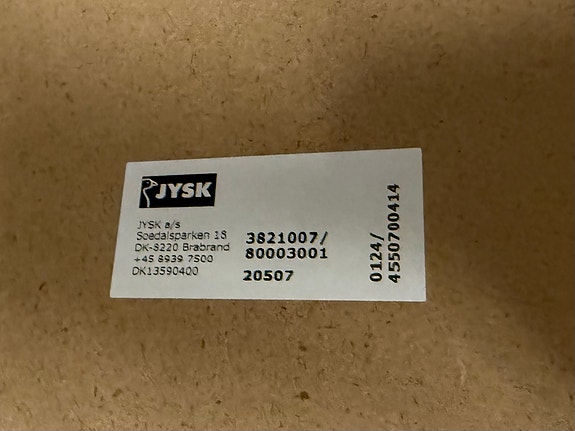 JYSK
JYSK a/s
Soedalsparken 18
DK-8220 Brabrand
+45 8939 7500
DK13590400
3821007/
80003001
20507
0124/
4550700414